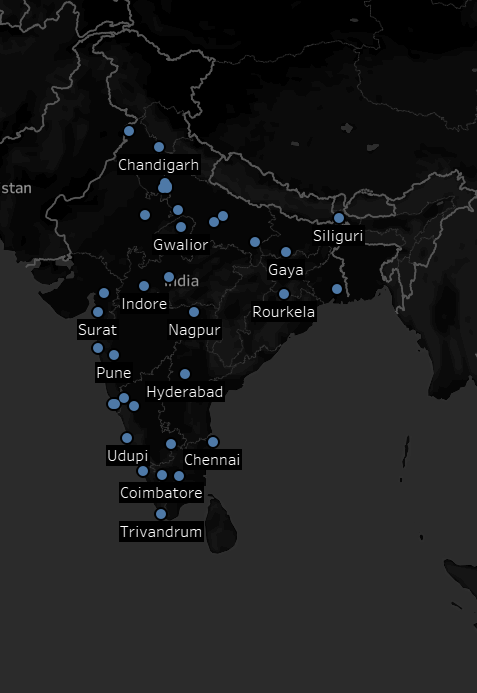 Chandigarh
stan
Siliguri
Gwalior
Gaya
India
Indore
Rourkela
Surat
Nagpur
Pune
Hyderabad
Udupi
Chennai
Coimbatore
Trivandrum